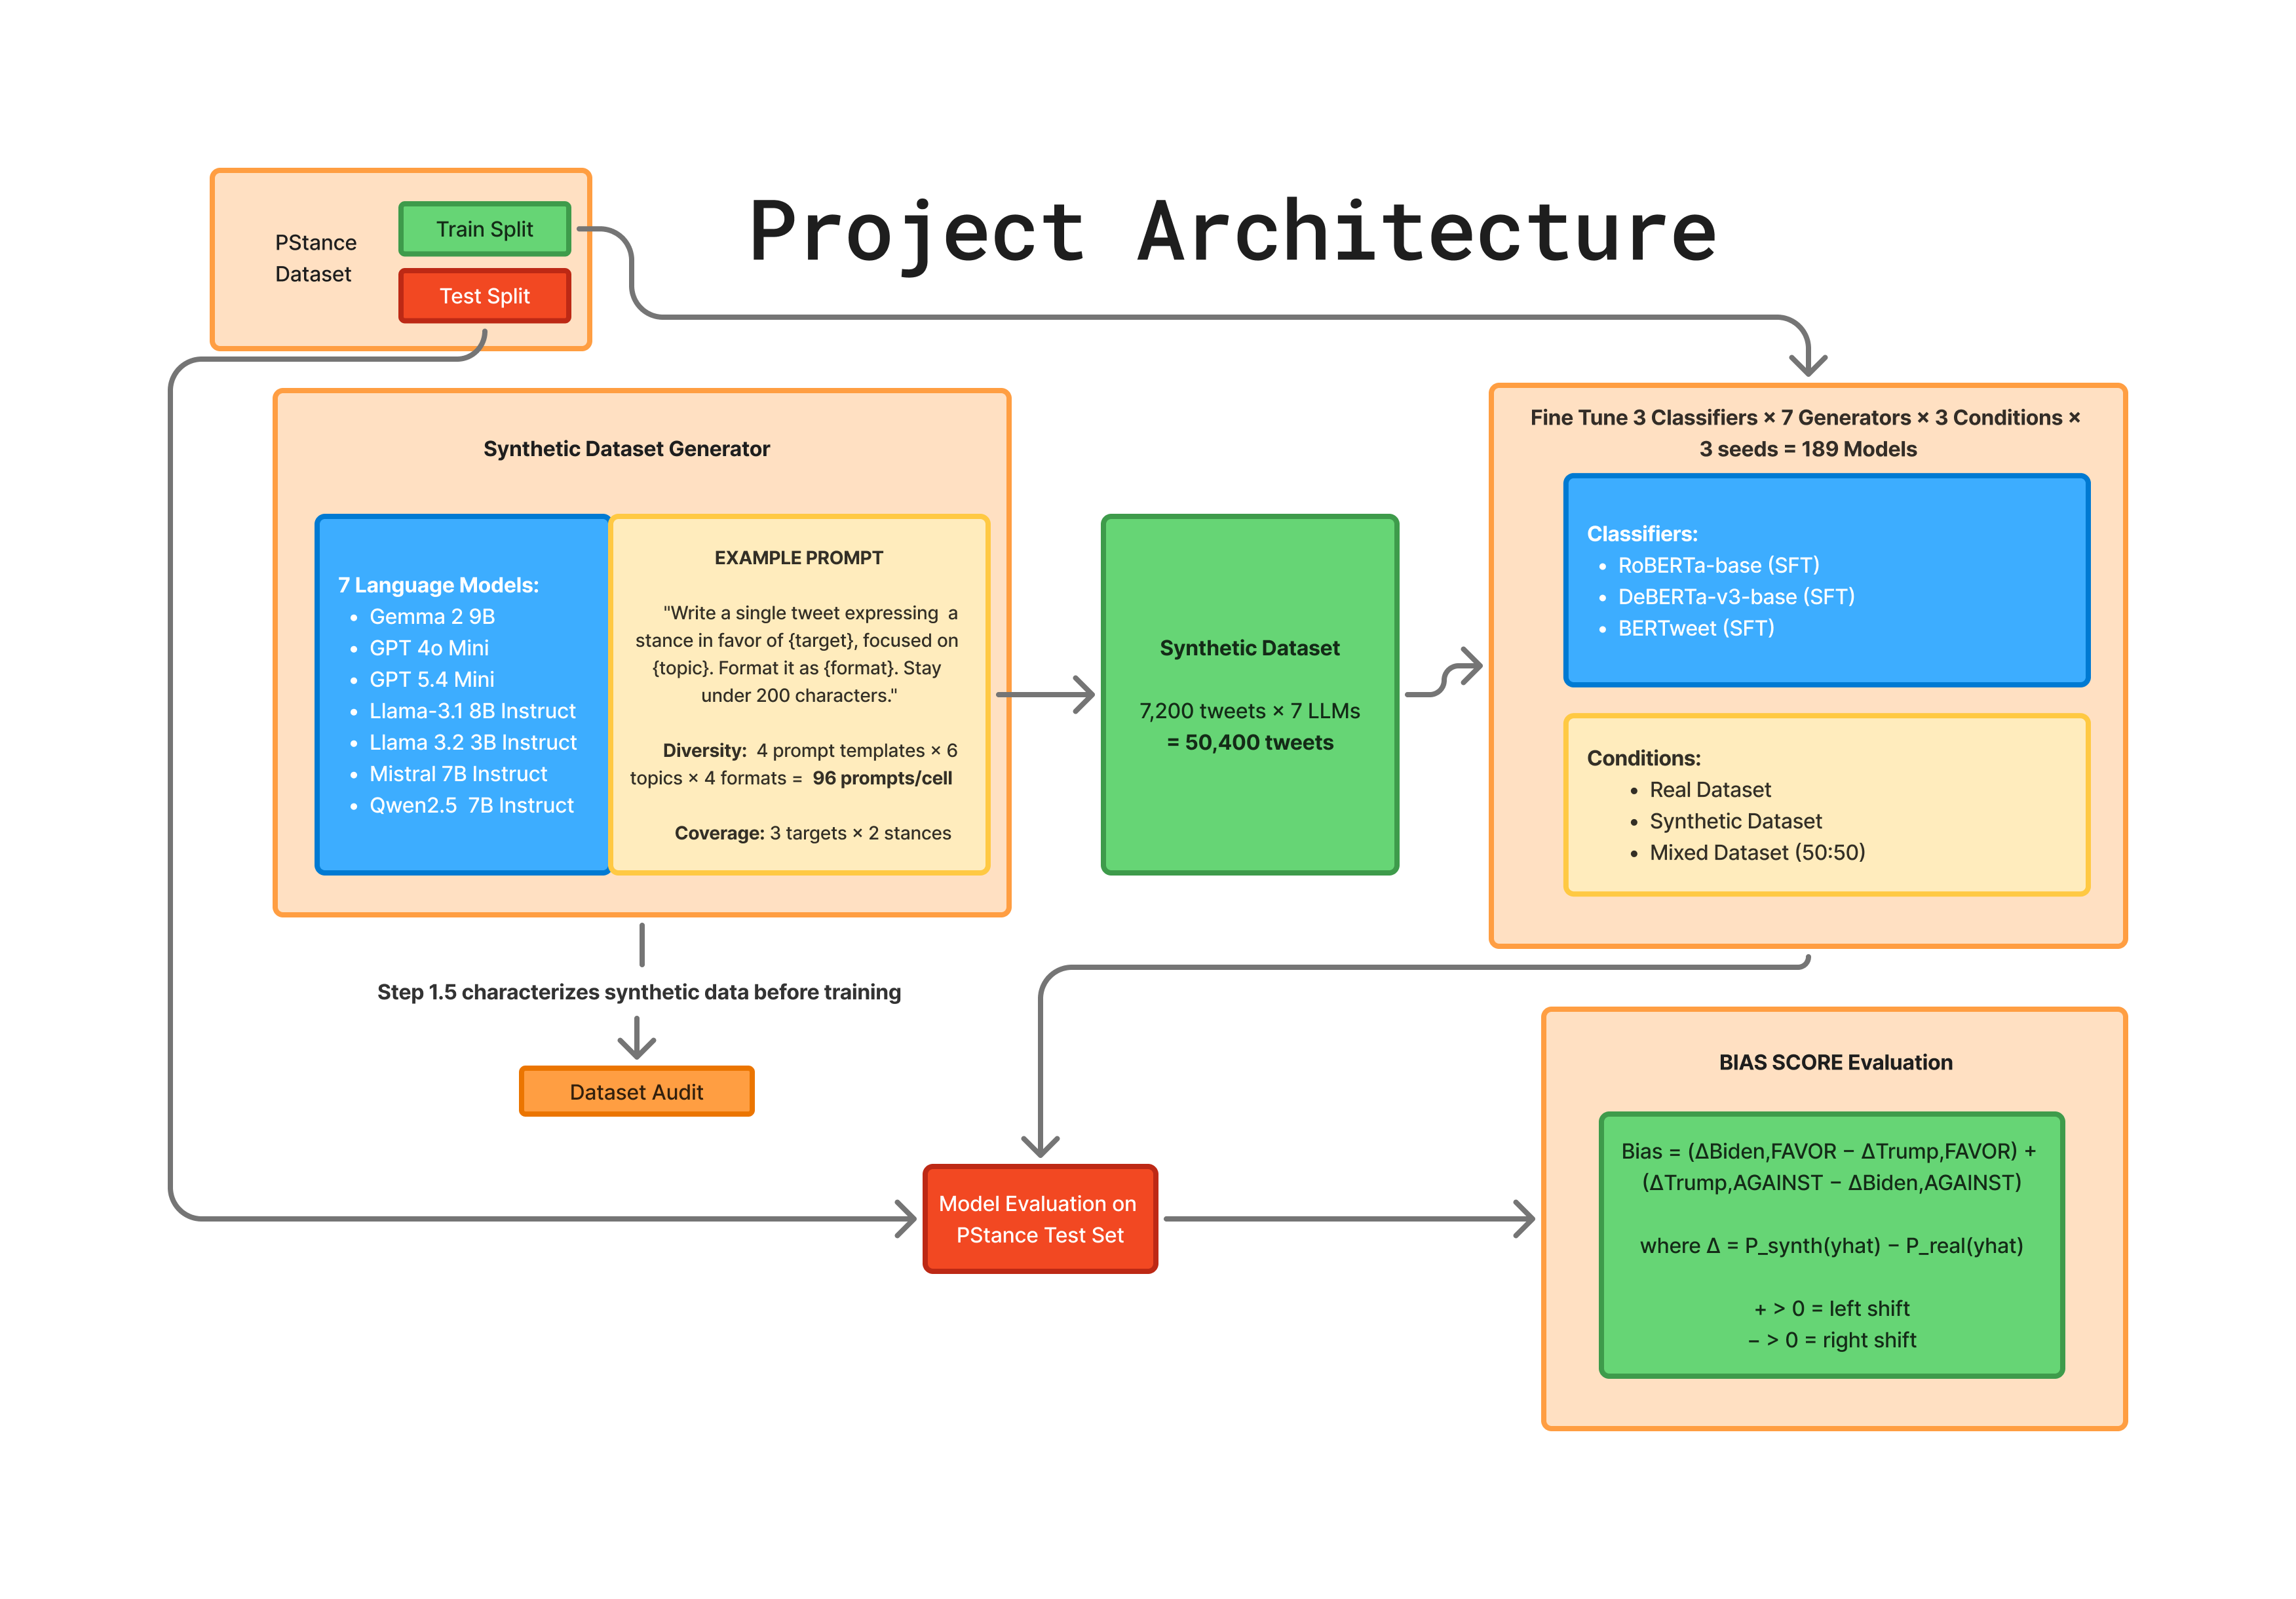 Project Architecture
PStance
Dataset
Train Split
Test Split
Synthetic Dataset Generator
7 Language Models:
• Gemma 2 9B
• GPT 4o Mini
• GPT 5.4 Mini
• Llama-3.1 8B Instruct
• Llama 3.2 3B Instruct
• Mistral 7B Instruct
• Qwen2.5  7B Instruct
EXAMPLE PROMPT
"Write a single tweet expressing  a
stance in favor of {target}, focused on
{topic}. Format it as {format}. Stay
under 200 characters."
Diversity:  4 prompt templates × 6
topics × 4 formats =  96 prompts/cell
Coverage: 3 targets × 2 stances
Synthetic Dataset
7,200 tweets × 7 LLMs
= 50,400 tweets
Fine Tune 3 Classifiers × 7 Generators × 3 Conditions ×
3 seeds = 189 Models
Classifiers:
• RoBERTa-base (SFT)
• DeBERTa-v3-base (SFT)
• BERTweet (SFT)
Conditions:
• Real Dataset
• Synthetic Dataset
• Mixed Dataset (50:50)
Step 1.5 characterizes synthetic data before training
Dataset Audit
Model Evaluation on
PStance Test Set
BIAS SCORE Evaluation
Bias = (ΔBiden,FAVOR − ΔTrump,FAVOR) +
(ΔTrump,AGAINST − ΔBiden,AGAINST)
where Δ = P_synth(yhat) − P_real(yhat)
+ > 0 = left shift
− > 0 = right shift